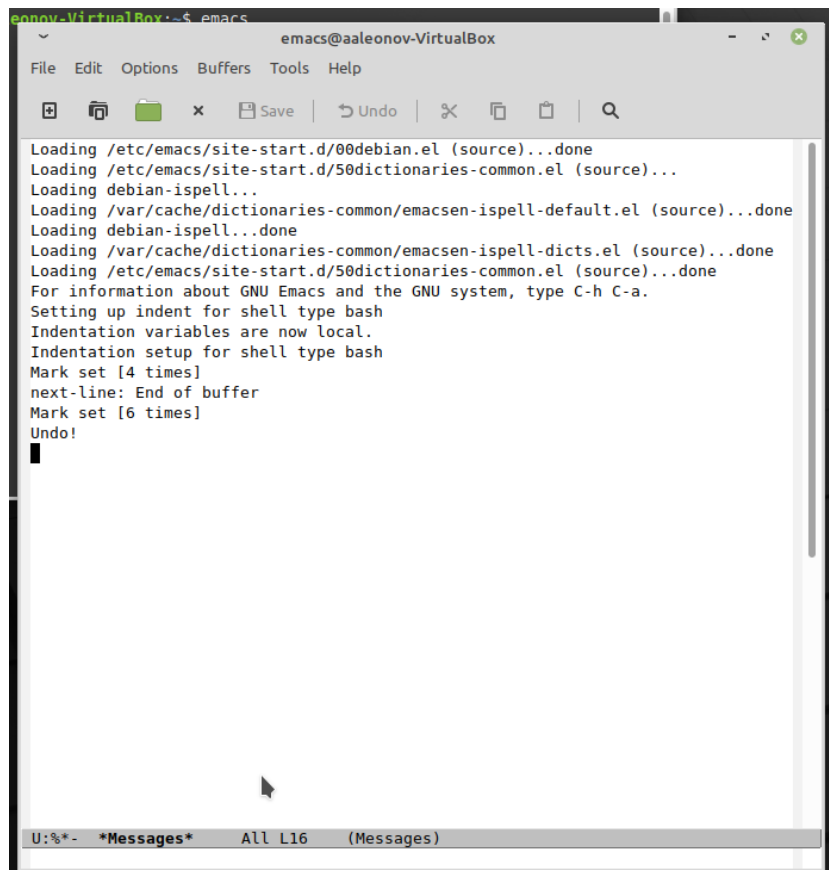 eonov-VirtualBox:~$ emacs
emacs@aaleonov-VirtualBox
File Edit Options Buffers Tools Help
Save Undo
Loading /etc/emacs/site-start.d/00debian.el (source)...done
Loading /etc/emacs/site-start.d/50dictionaries-common.el (source)...
Loading debian-ispell...
Loading /var/cache/dictionaries-common/emacsen-ispell-default.el (source)...done
Loading debian-ispell...done
Loading /var/cache/dictionaries-common/emacsen-ispell-dicts.el (source)...done
Loading /etc/emacs/site-start.d/50dictionaries-common.el (source)...done
For information about GNU Emacs and the GNU system, type C-h C-a.
Setting up indent for shell type bash
Indentation variables are now local.
Indentation setup for shell type bash
Mark set [4 times]
next-line: End of buffer
Mark set [6 times]
Undo!
U:%*-  *Messages*     All L16    (Messages)